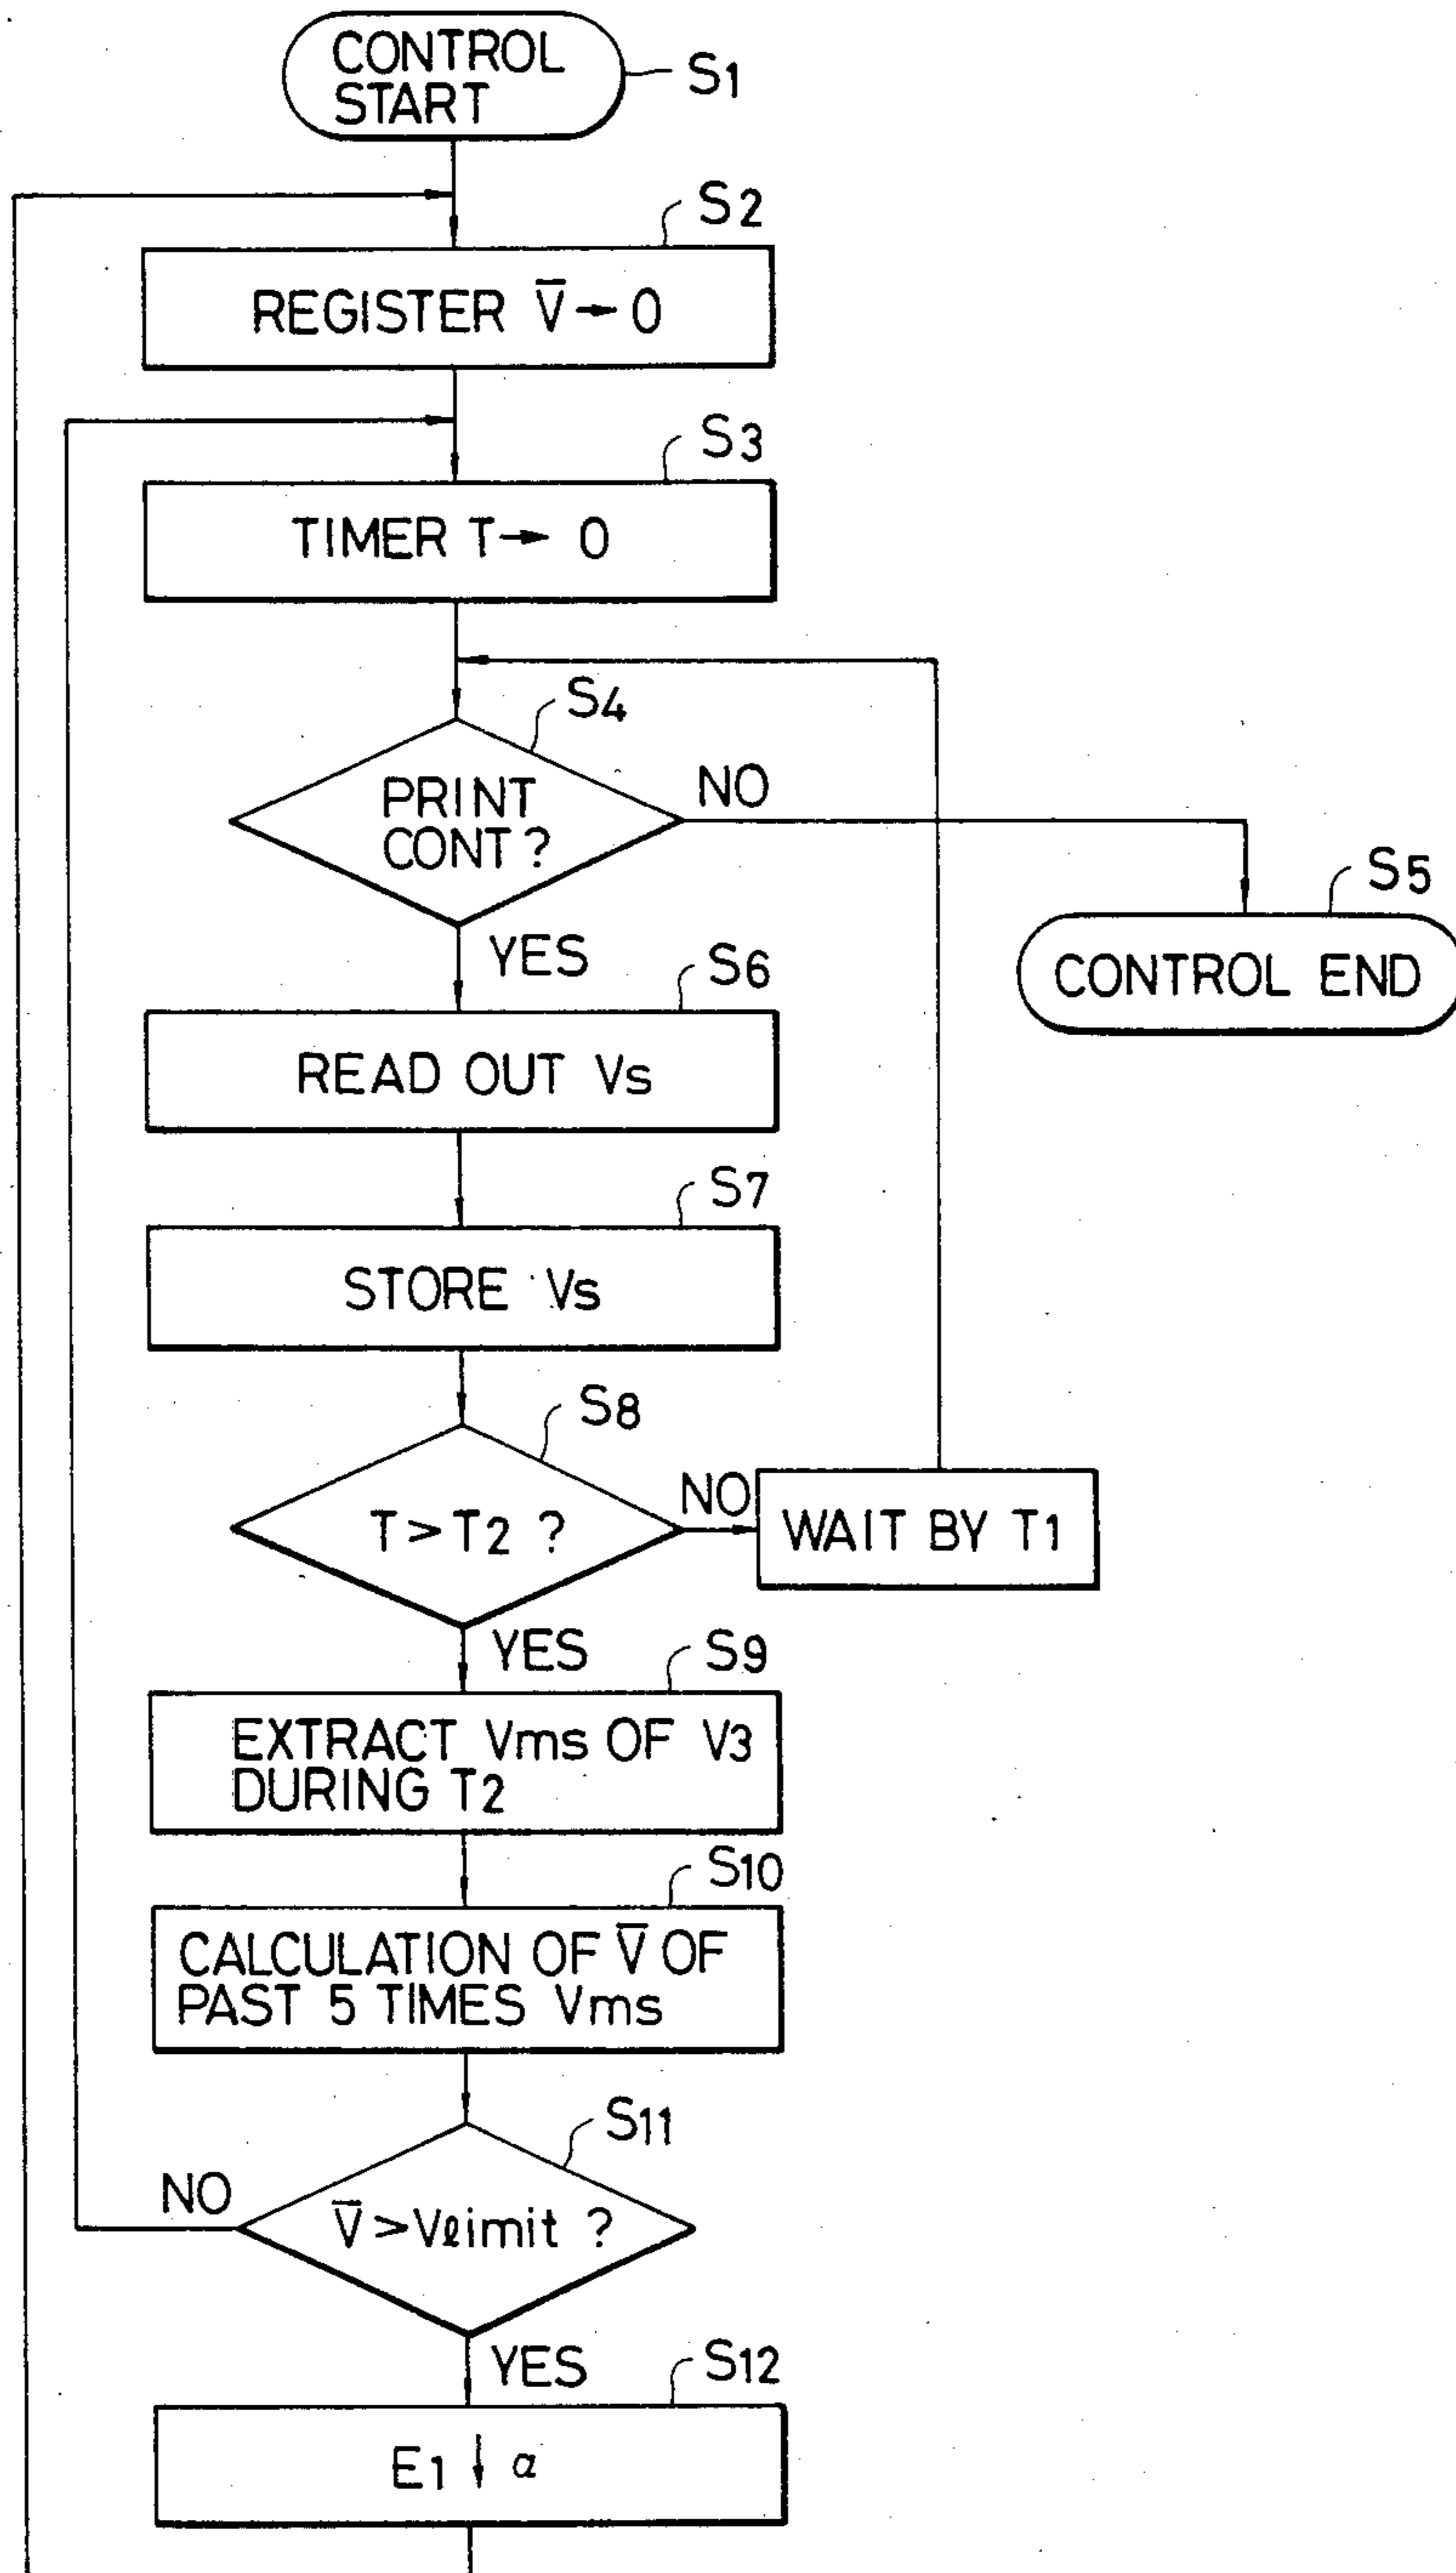 CONTROL
START
S1
S2
REGISTER V̅ → 0
S3
TIMER T → 0
S4
PRINT
CONT ?
NO
S5
CONTROL END
YES
S6
READ OUT Vs
S7
STORE Vs
S8
T > T2 ?
NO
WAIT BY T1
YES
S9
EXTRACT Vms OF V3
DURING T2
S10
CALCULATION OF V̅ OF
PAST 5 TIMES Vms
S11
NO
V̅ > Vlimit ?
YES
S12
E1 ↓ α